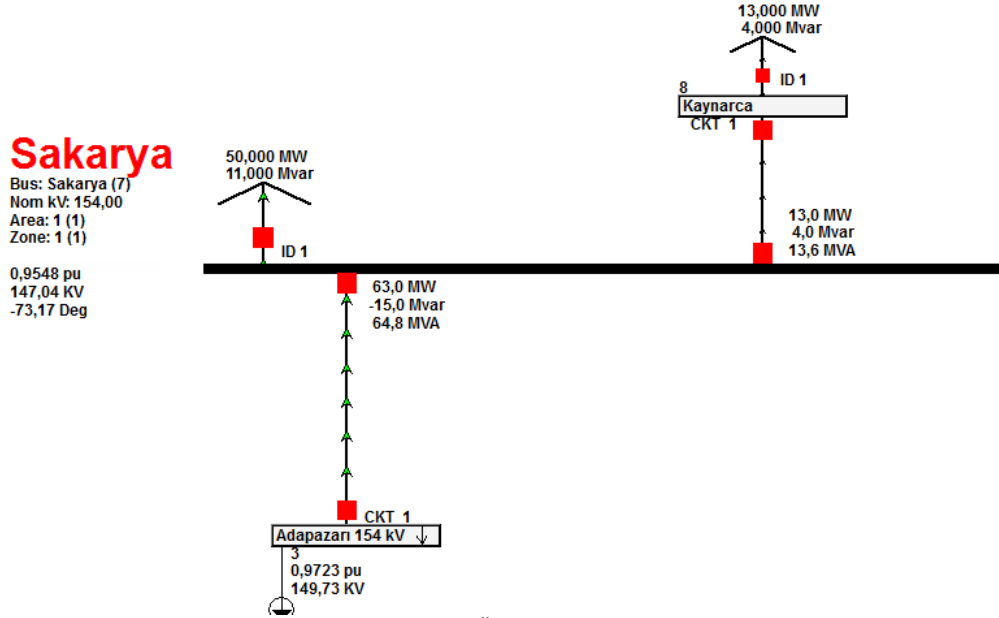 13,000 MW
4,000 Mvar
ID 1
8
Kaynarca
CKT 1
Sakarya
Bus: Sakarya (7)
Nom kV: 154,00
Area: 1 (1)
Zone: 1 (1)
0,9548 pu
147,04 KV
-73,17 Deg
50,000 MW
11,000 Mvar
ID 1
13,0 MW
4,0 Mvar
13,6 MVA
63,0 MW
-15,0 Mvar
64,8 MVA
CKT 1
Adapazarı 154 kV
3
0,9723 pu
149,73 KV